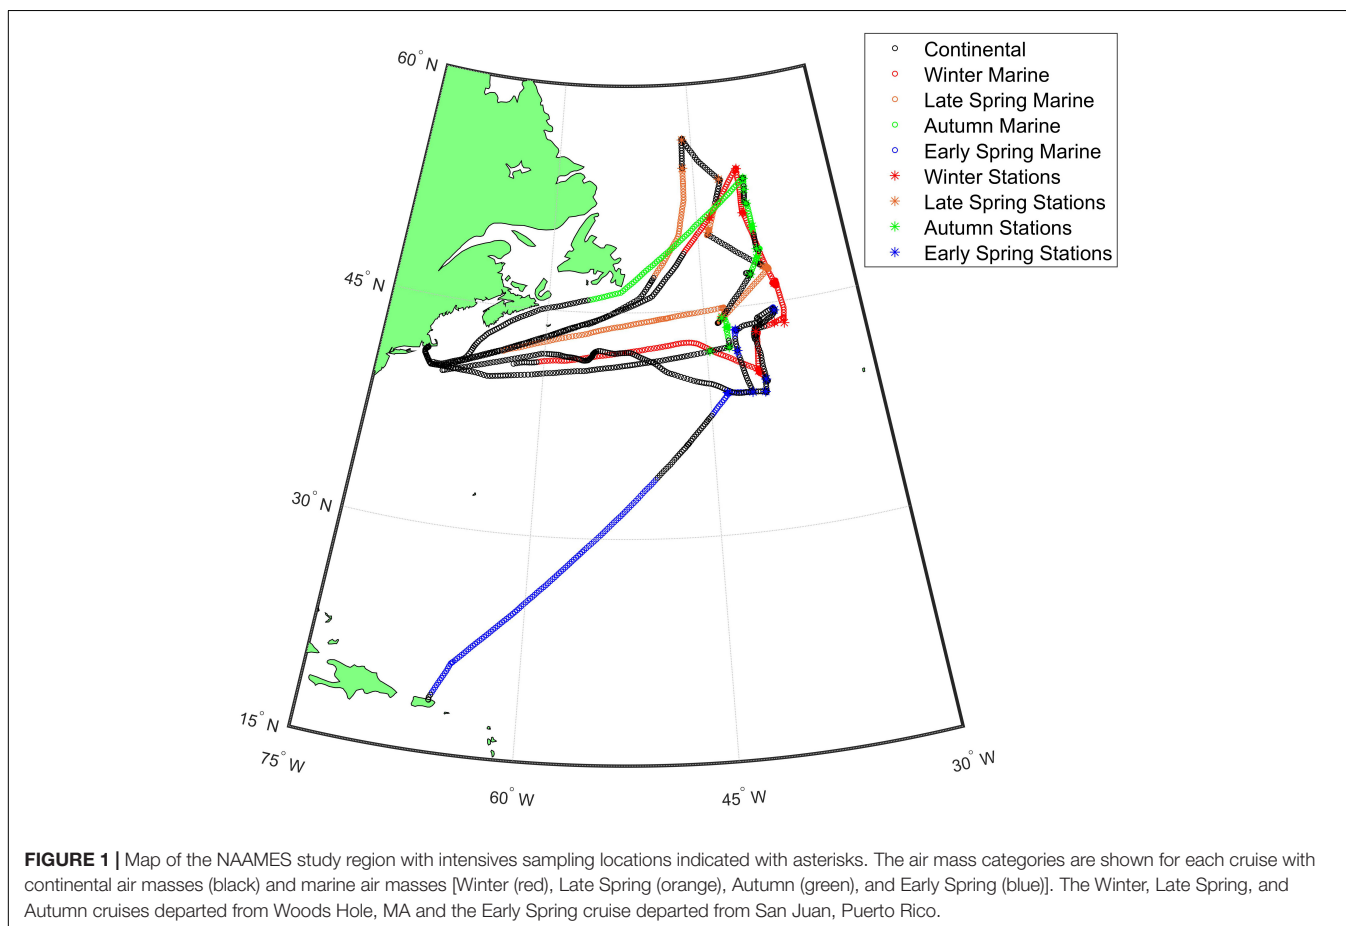 60° N
45° N
30° N
15° N
75° W
60° W
45° W
30° W
Continental
Winter Marine
Late Spring Marine
Autumn Marine
Early Spring Marine
Winter Stations
Late Spring Stations
Autumn Stations
Early Spring Stations
FIGURE 1 | Map of the NAAMES study region with intensives sampling locations indicated with asterisks. The air mass categories are shown for each cruise with
continental air masses (black) and marine air masses [Winter (red), Late Spring (orange), Autumn (green), and Early Spring (blue)]. The Winter, Late Spring, and
Autumn cruises departed from Woods Hole, MA and the Early Spring cruise departed from San Juan, Puerto Rico.